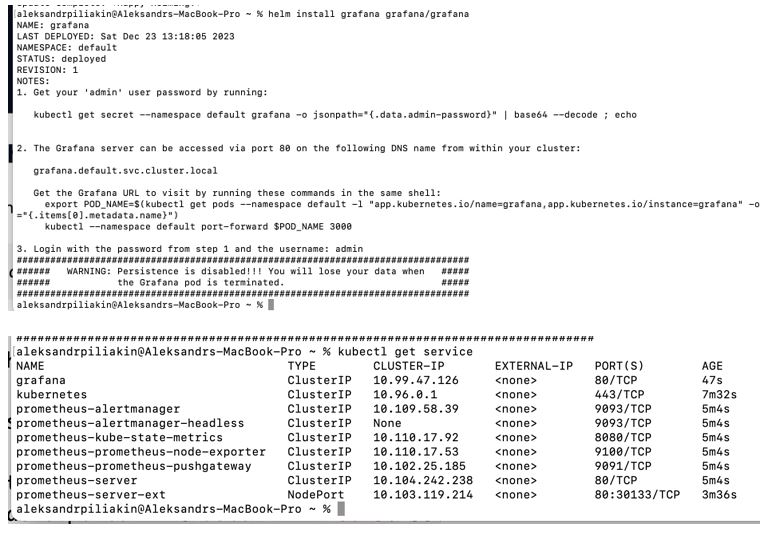 aleksandrpiliakin@Aleksandrs-MacBook-Pro ~ % helm install grafana grafana/grafana
NAME: grafana
LAST DEPLOYED: Sat Dec 23 13:18:05 2023
NAMESPACE: default
STATUS: deployed
REVISION: 1
NOTES:
1. Get your 'admin' user password by running:
kubectl get secret --namespace default grafana -o jsonpath="{.data.admin-password}" | base64 --decode ; echo
2. The Grafana server can be accessed via port 80 on the following DNS name from within your cluster:
grafana.default.svc.cluster.local
Get the Grafana URL to visit by running these commands in the same shell:
export POD_NAME=$(kubectl get pods --namespace default -l "app.kubernetes.io/name=grafana,app.kubernetes.io/instance=grafana" -o
="{.items[0].metadata.name}")
kubectl --namespace default port-forward $POD_NAME 3000
3. Login with the password from step 1 and the username: admin
#################################################################################
###### WARNING: Persistence is disabled!!! You will lose your data when #####
###### the Grafana pod is terminated. #####
#################################################################################
aleksandrpiliakin@Aleksandrs-MacBook-Pro ~ %
#################################################################################
aleksandrpiliakin@Aleksandrs-MacBook-Pro ~ % kubectl get service
NAME TYPE CLUSTER-IP EXTERNAL-IP PORT(S) AGE
grafana ClusterIP 10.99.47.126 <none> 80/TCP 47s
kubernetes ClusterIP 10.96.0.1 <none> 443/TCP 7m32s
prometheus-alertmanager ClusterIP 10.109.58.39 <none> 9093/TCP 5m4s
prometheus-alertmanager-headless ClusterIP None <none> 9093/TCP 5m4s
prometheus-kube-state-metrics ClusterIP 10.110.17.92 <none> 8080/TCP 5m4s
prometheus-prometheus-node-exporter ClusterIP 10.110.17.53 <none> 9100/TCP 5m4s
prometheus-prometheus-pushgateway ClusterIP 10.102.25.185 <none> 9091/TCP 5m4s
prometheus-server ClusterIP 10.104.242.238 <none> 80/TCP 5m4s
prometheus-server-ext NodePort 10.103.119.214 <none> 80:30133/TCP 3m36s
aleksandrpiliakin@Aleksandrs-MacBook-Pro ~ %